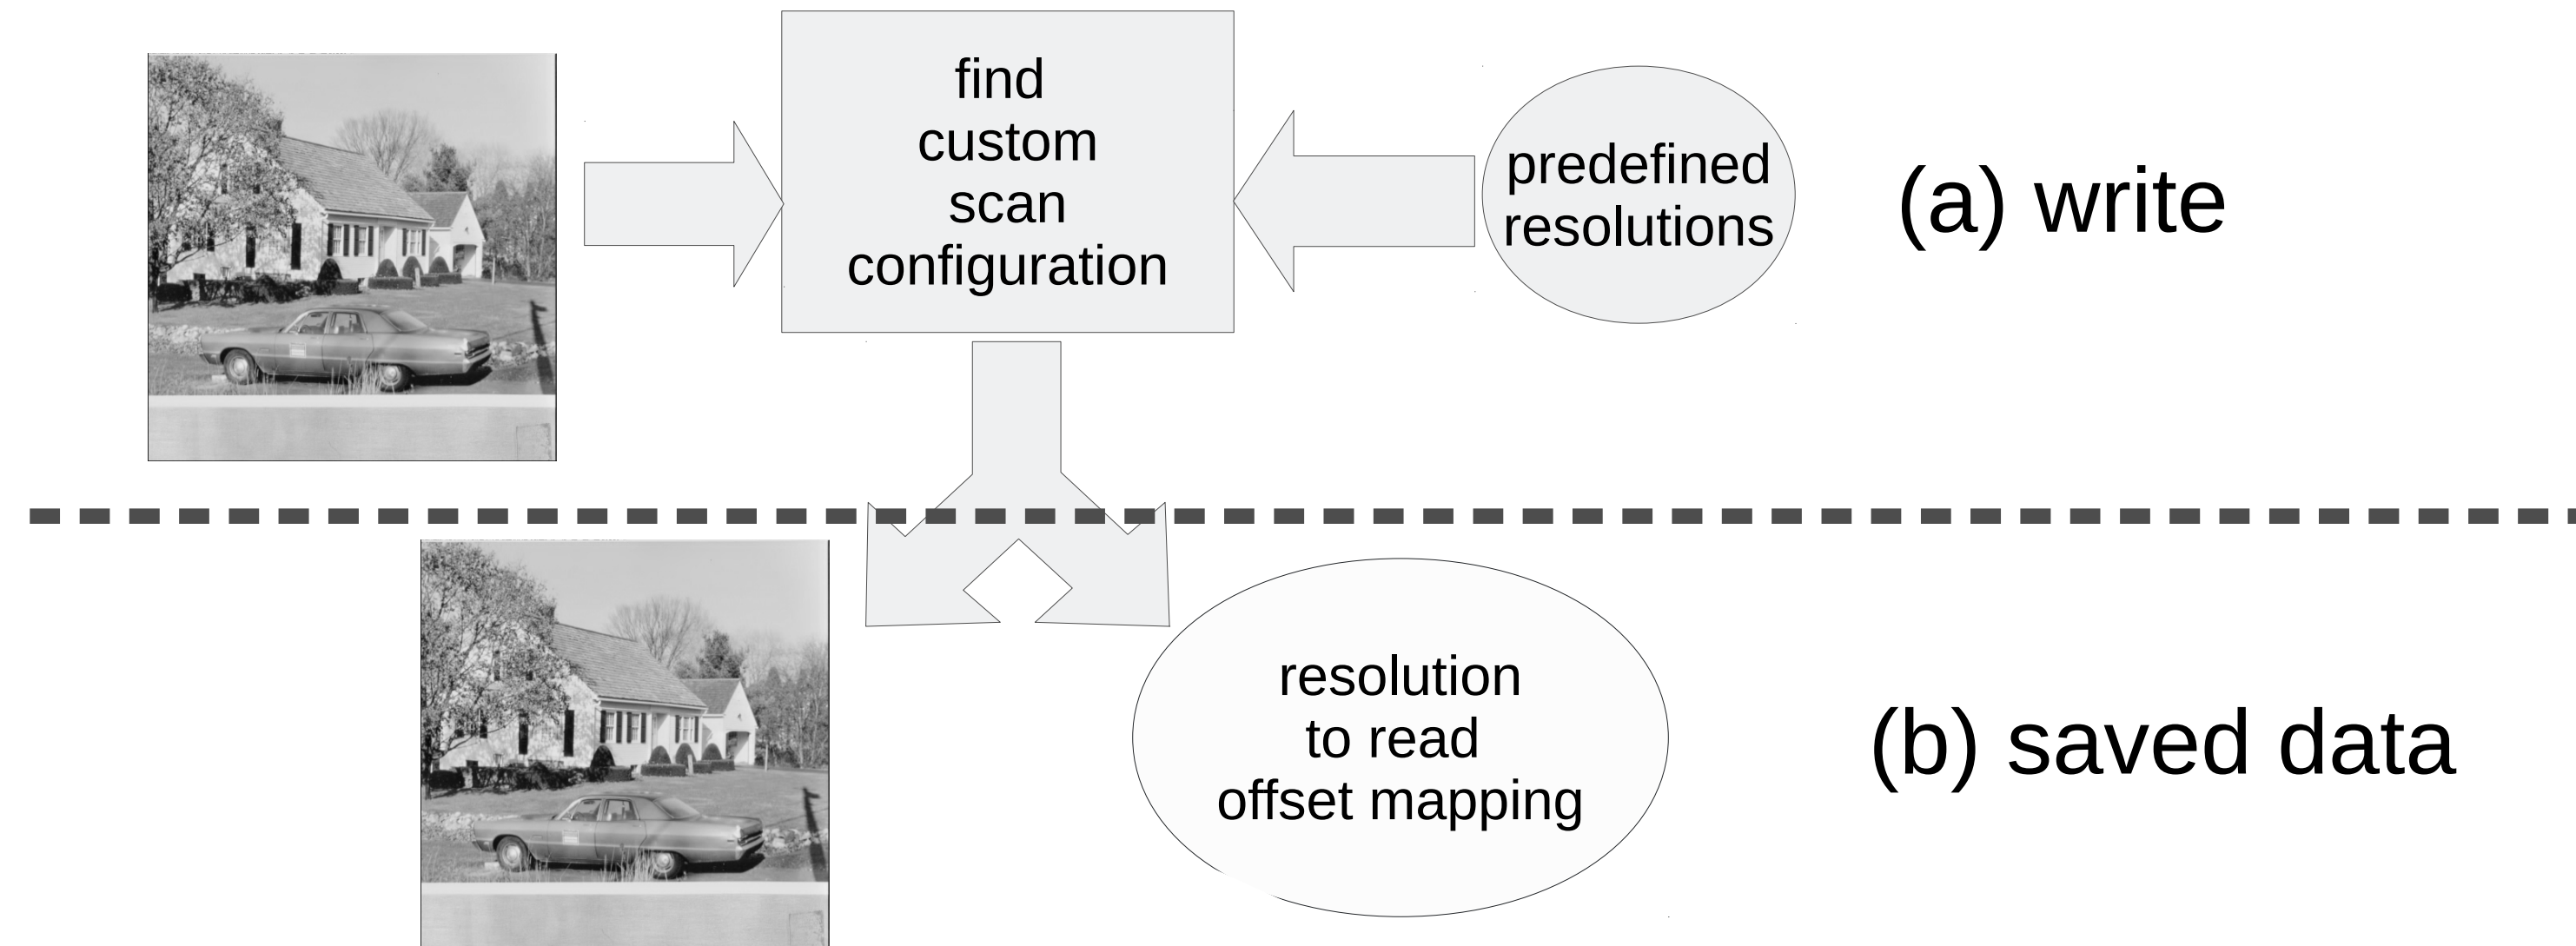 find
custom
scan
configuration
predefined
resolutions
(a) write
resolution
to read
offset mapping
(b) saved data